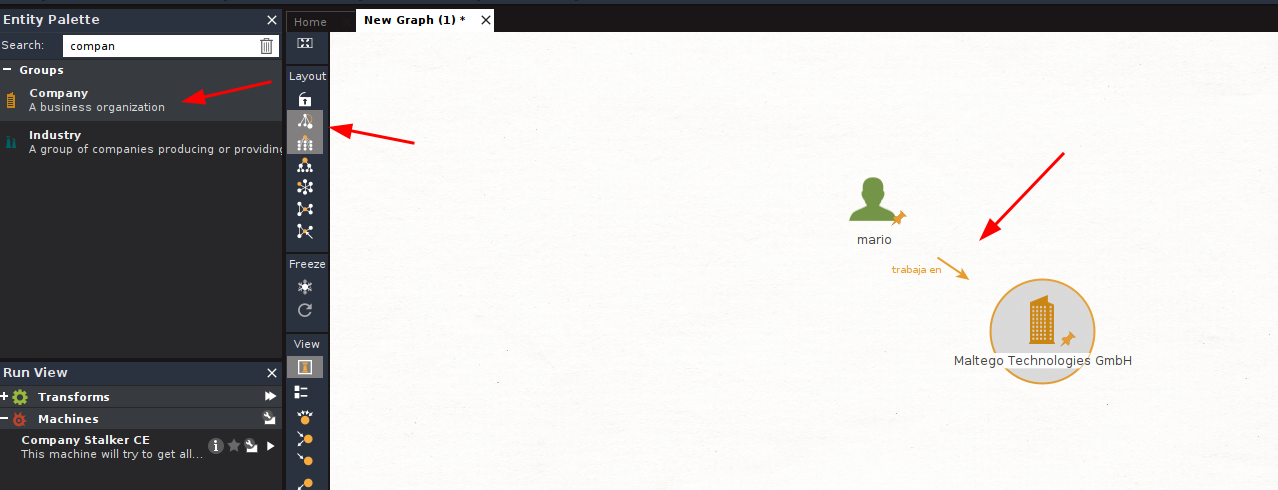 Entity Palette
Home
New Graph (1) *
Search:
compan
Groups
Company
A business organization
Industry
A group of companies producing or providing
Layout
Freeze
View
mario
trabaja en
Maltego Technologies GmbH
Run View
Transforms
Machines
Company Stalker CE
This machine will try to get all...